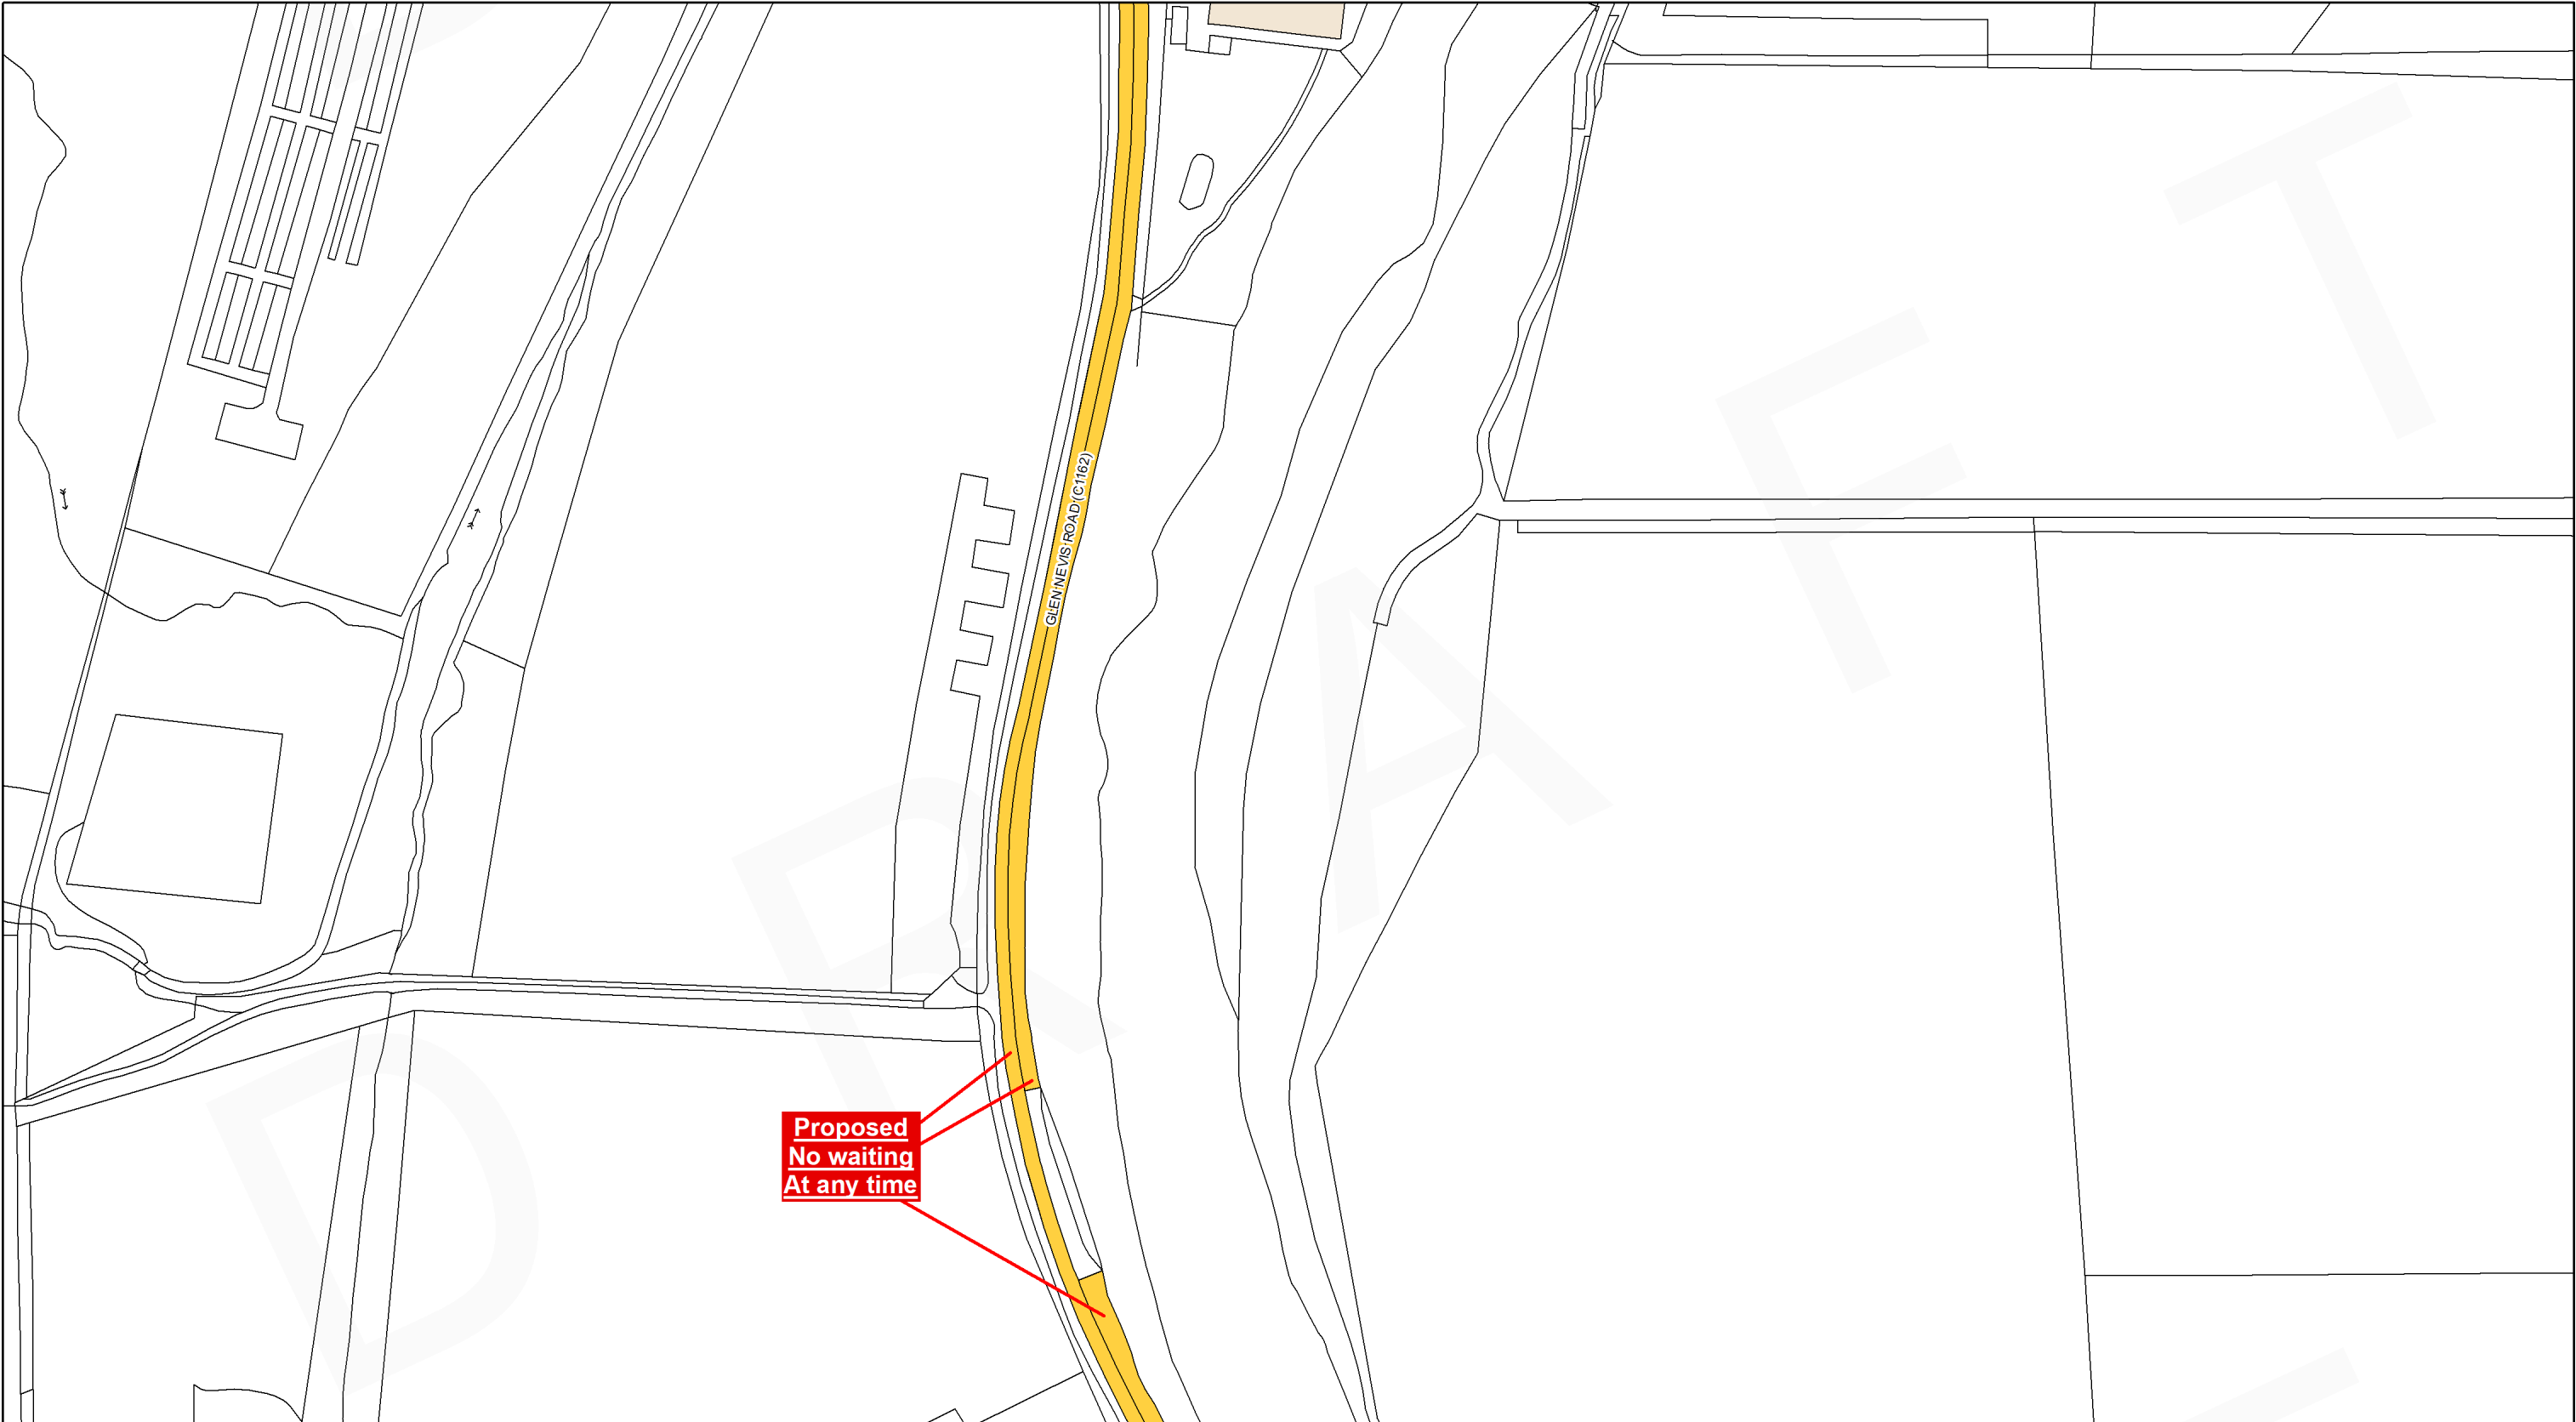 GLEN NEVIS ROAD (C1162)
Proposed
No waiting
At any time
DRAFT